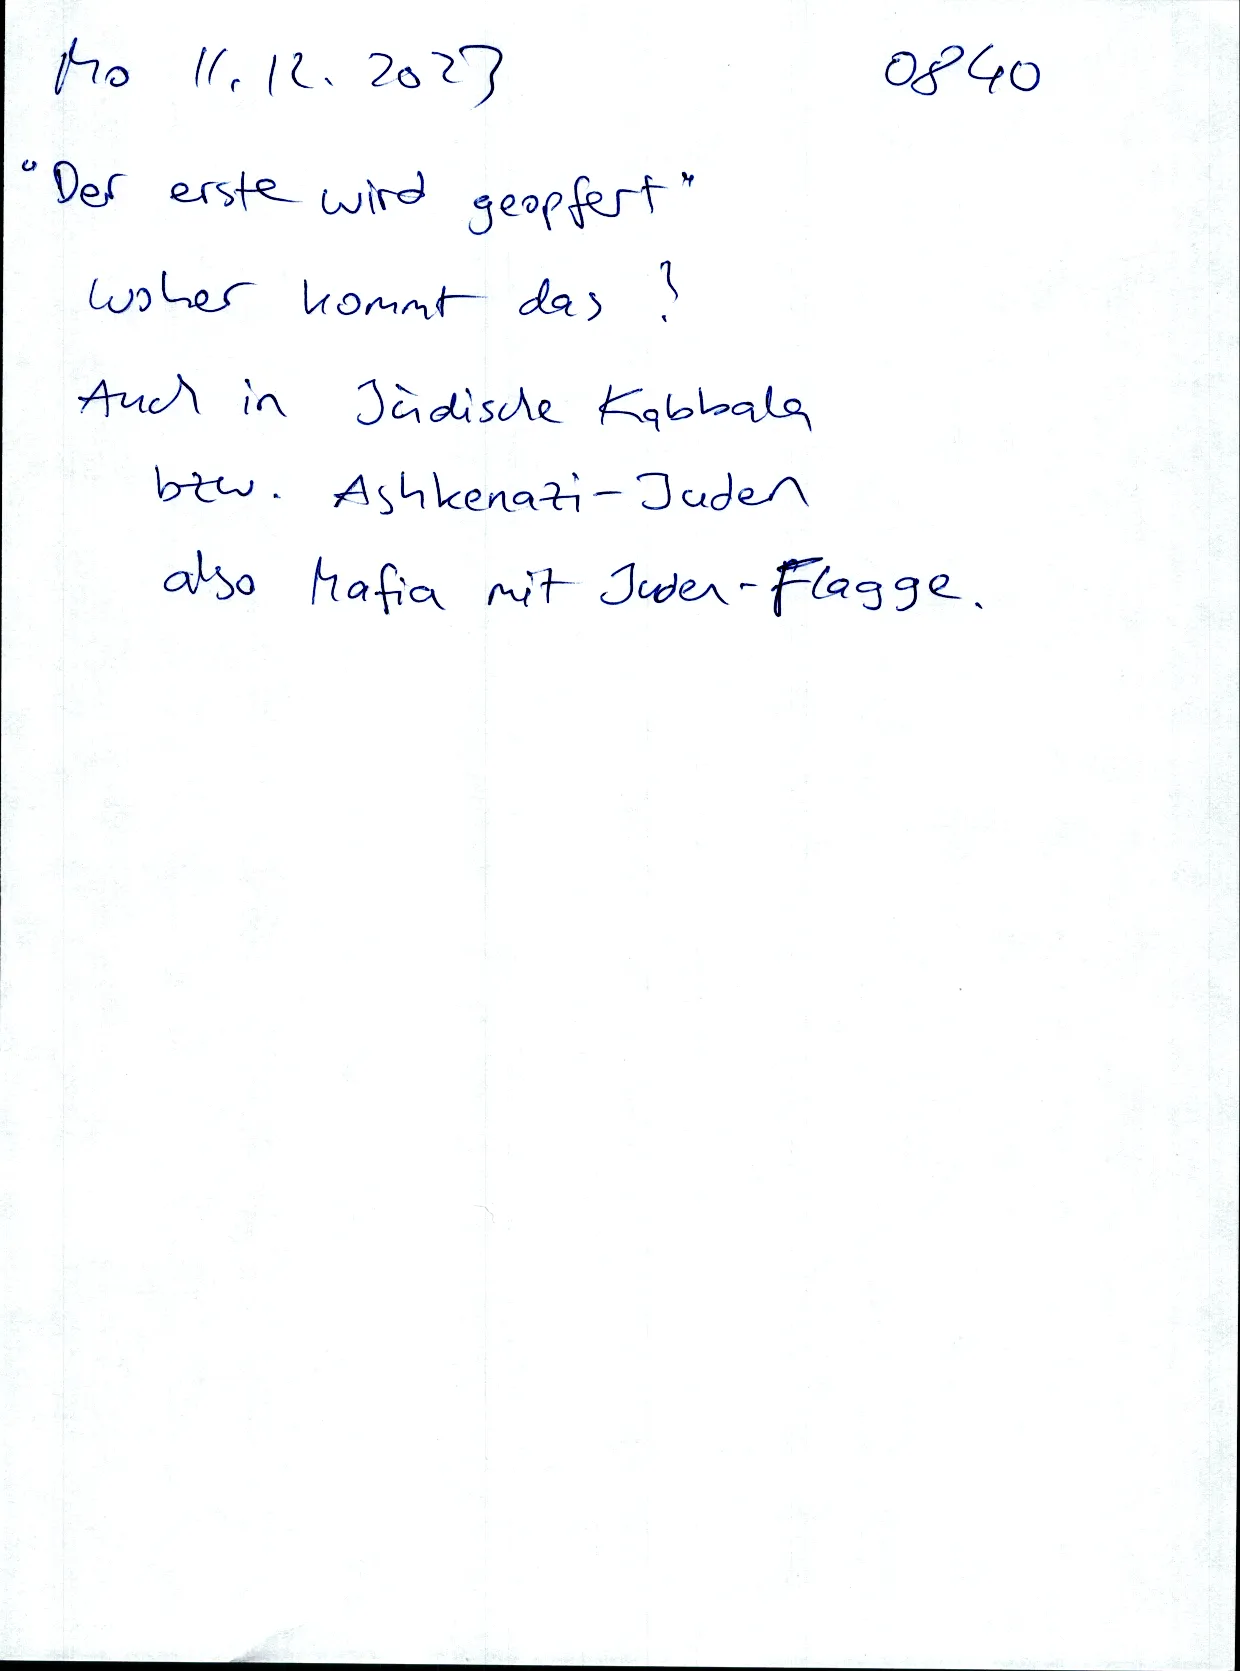 Mo 11.12.2023 0840
"Der erste wird geopfert"
woher kommt das?
Auch in Jüdische Kabbala
bzw. Ashkenazi-Juden
also Mafia mit Juden-Flagge.